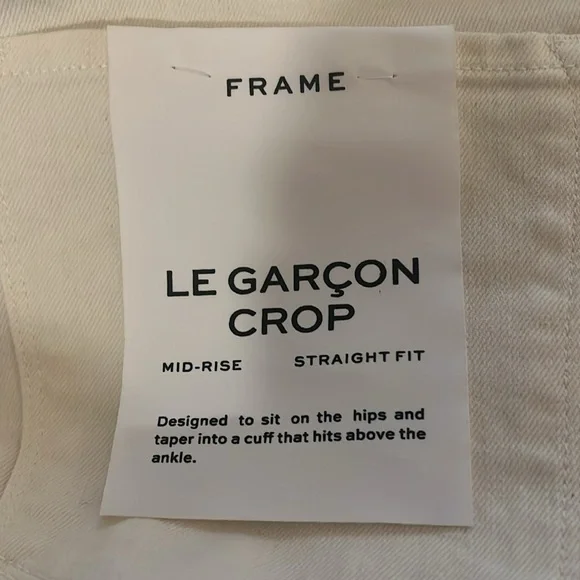 FRAME
LE GARÇON
CROP
MID-RISE STRAIGHT FIT
Designed to sit on the hips and
taper into a cuff that hits above the
ankle.